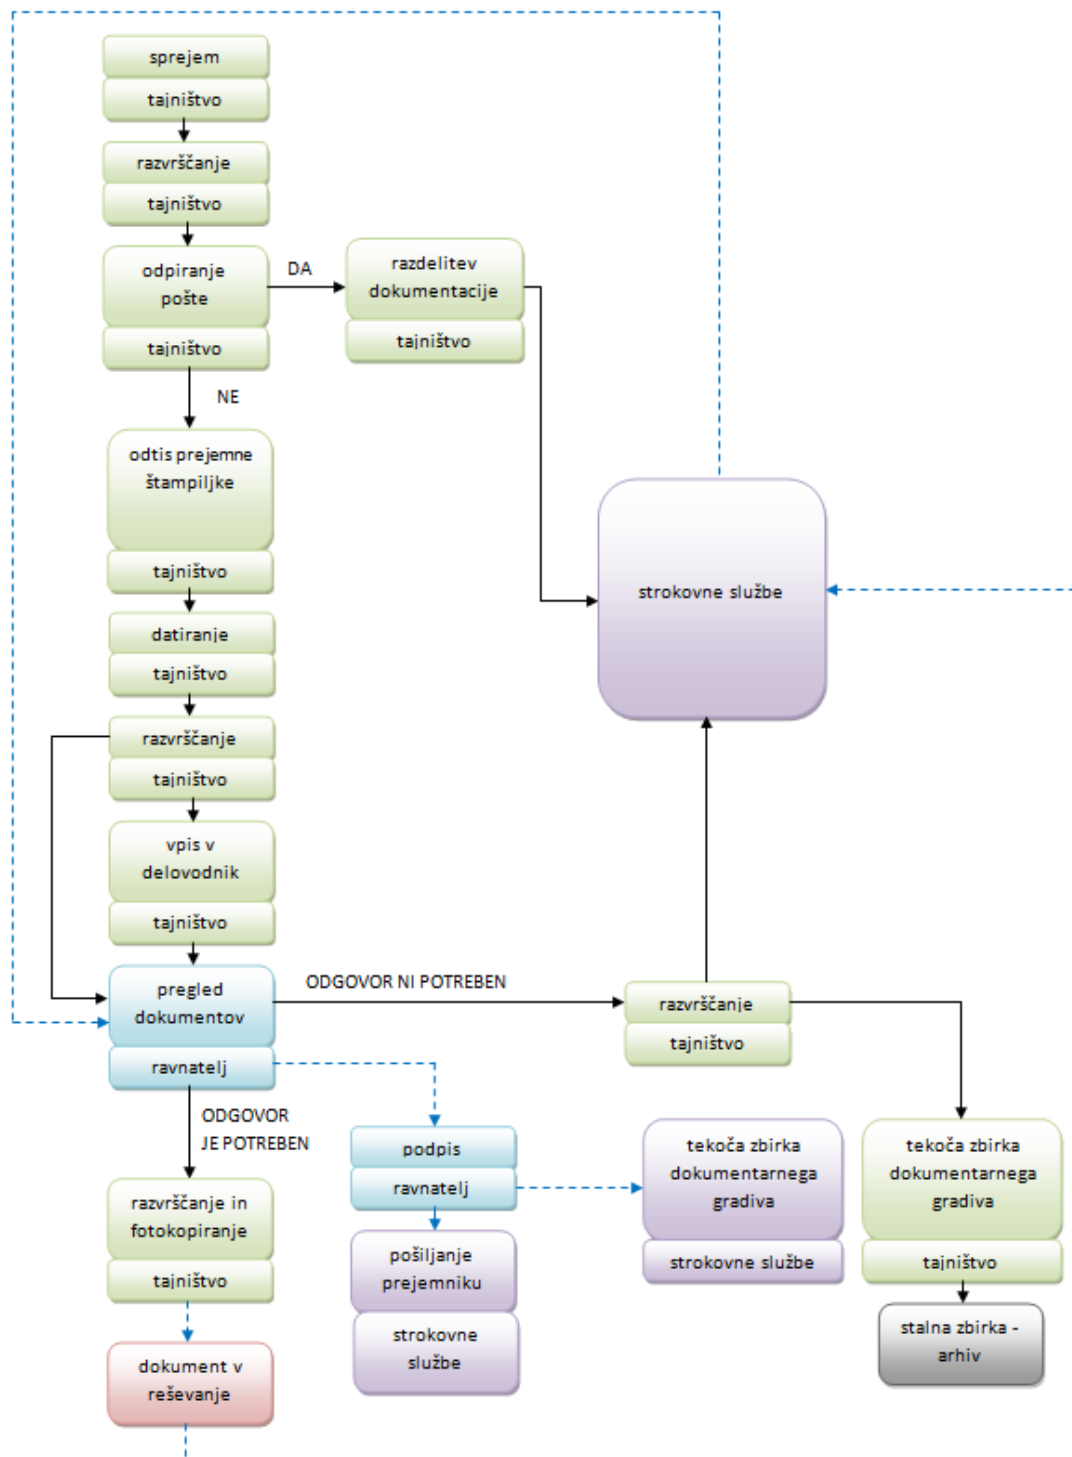 sprejem
tajništvo
razvrščanje
tajništvo
odpiranje
pošte
tajništvo
DA
razdelitev
dokumentacije
tajništvo
NE
odtis prejemne
štampiljke
tajništvo
strokovne službe
datiranje
tajništvo
razvrščanje
tajništvo
vpis v
delovodnik
tajništvo
pregled
dokumentov
ravnatelj
ODGOVOR NI POTREBEN
razvrščanje
tajništvo
ODGOVOR
JE POTREBEN
razvrščanje in
fotokopiranje
tajništvo
dokument v
reševanje
podpis
ravnatelj
pošiljanje
prejemniku
strokovne
službe
tekoča zbirka
dokumentarnega
gradiva
strokovne službe
tekoča zbirka
dokumentarnega
gradiva
tajništvo
stalna zbirka -
arhiv